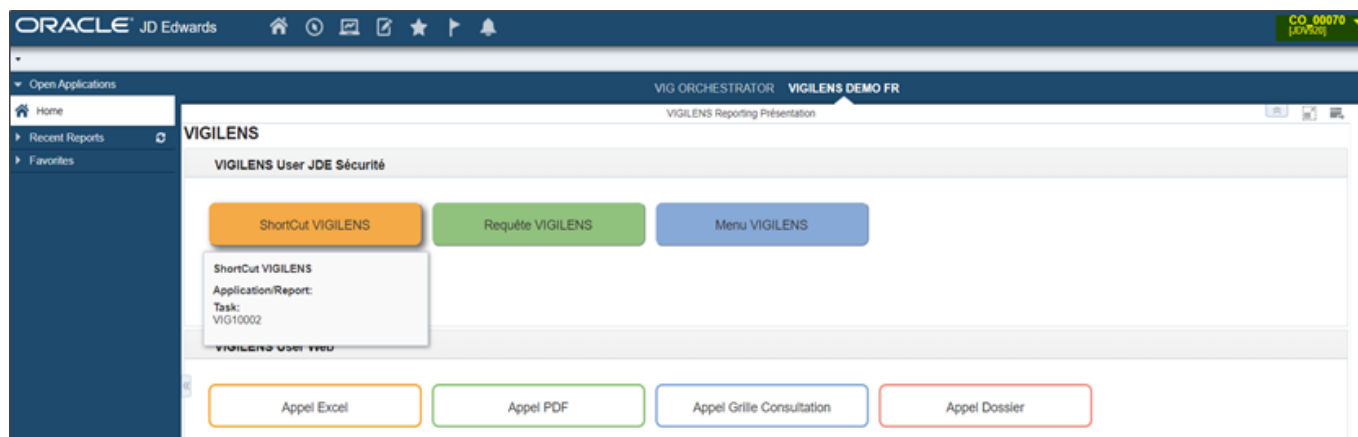 ORACLE JD Edwards
CO_00070
[JDV920]
Open Applications
VIG ORCHESTRATOR VIGILENS DEMO FR
Home
VIGILENS Reporting Présentation
Recent Reports
VIGILENS
Favorites
VIGILENS User JDE Sécurité
ShortCut VIGILENS
Requête VIGILENS
Menu VIGILENS
ShortCut VIGILENS
Application/Report:
Task:
VIG10002
VIGILENS User Web
Appel Excel
Appel PDF
Appel Grille Consultation
Appel Dossier